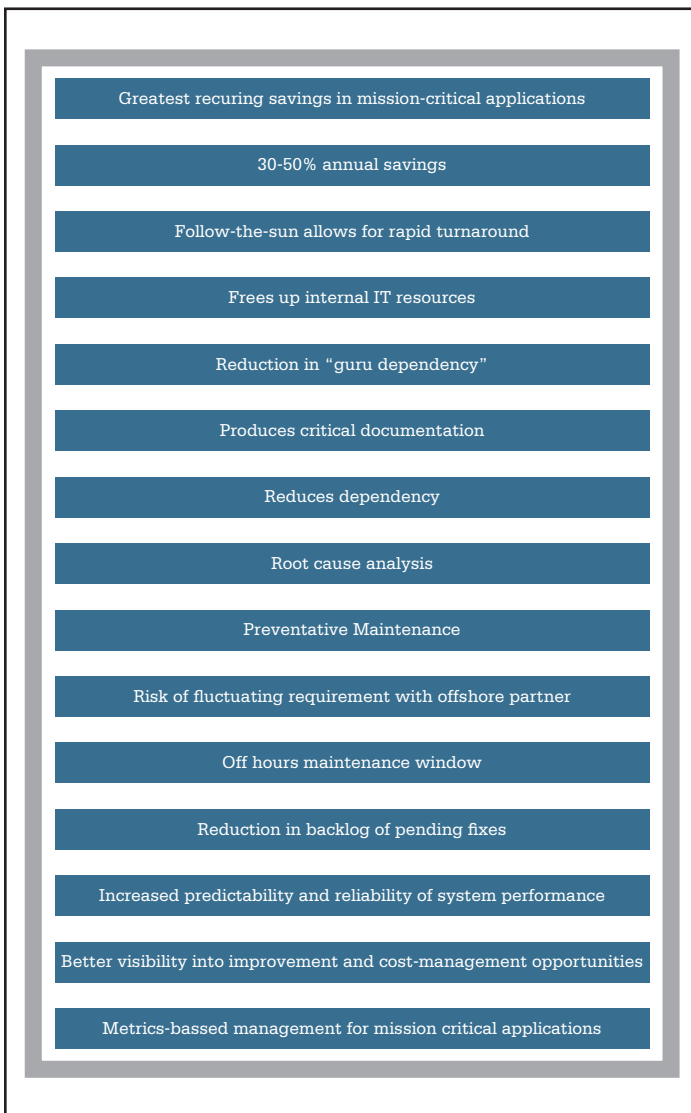 Greatest recuring savings in mission-critical applications
30-50% annual savings
Follow-the-sun allows for rapid turnaround
Frees up internal IT resources
Reduction in “guru dependency”
Produces critical documentation
Reduces dependency
Root cause analysis
Preventative Maintenance
Risk of fluctuating requirement with offshore partner
Off hours maintenance window
Reduction in backlog of pending fixes
Increased predictability and reliability of system performance
Better visibility into improvement and cost-management opportunities
Metrics-bassed management for mission critical applications